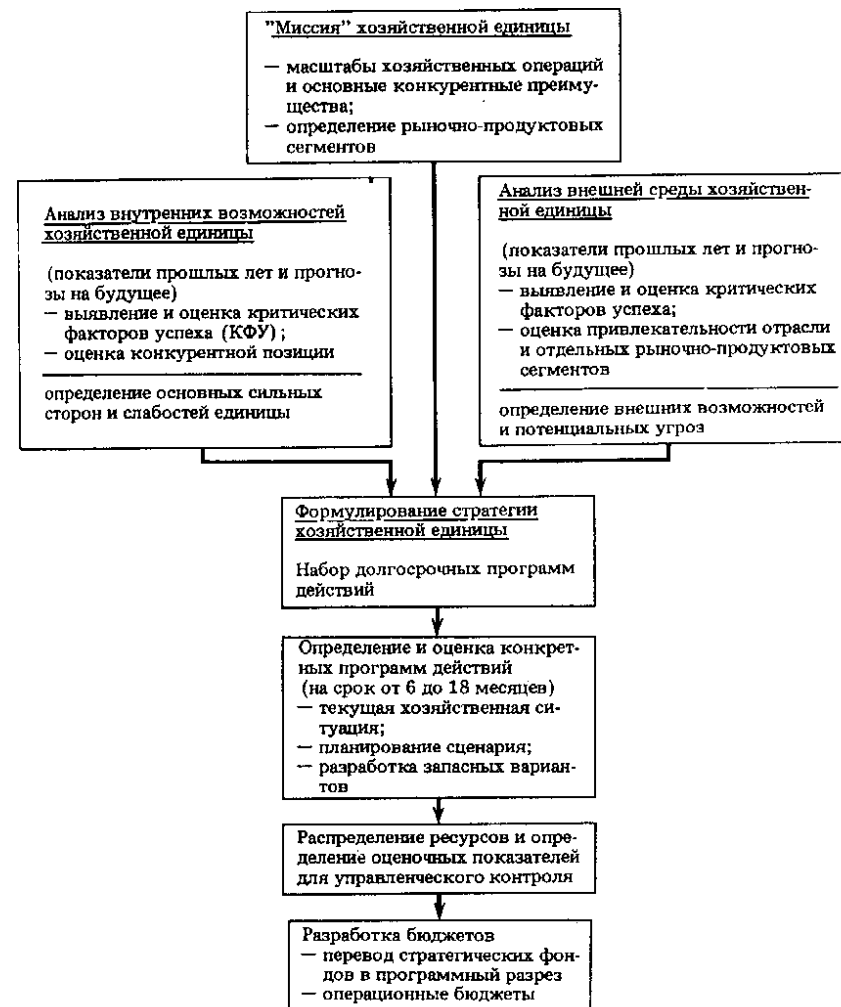 "Миссия" хозяйственной единицы
— масштабы хозяйственных операций
и основные конкурентные преиму-
щества;
— определение рыночно-продуктовых
сегментов
Анализ внутренних возможностей
хозяйственной единицы
(показатели прошлых лет и прогно-
зы на будущее)
— выявление и оценка критических
факторов успеха (КФУ);
— оценка конкурентной позиции
определение основных сильных
сторон и слабостей единицы
Анализ внешней среды хозяйствен-
ной единицы
(показатели прошлых лет и прогно-
зы на будущее)
— выявление и оценка критических
факторов успеха;
— оценка привлекательности отрасли
и отдельных рыночно-продуктовых
сегментов
определение внешних возможностей
и потенциальных угроз
Формулирование стратегии
хозяйственной единицы
Набор долгосрочных программ
действий
Определение и оценка конкрет-
ных программ действий
(на срок от 6 до 18 месяцев)
— текущая хозяйственная си-
туация;
— планирование сценария;
— разработка запасных вариан-
тов
Распределение ресурсов и опре-
деление оценочных показателей
для управленческого контроля
Разработка бюджетов
— перевод стратегических фон-
дов в программный разрез
— операционные бюджеты